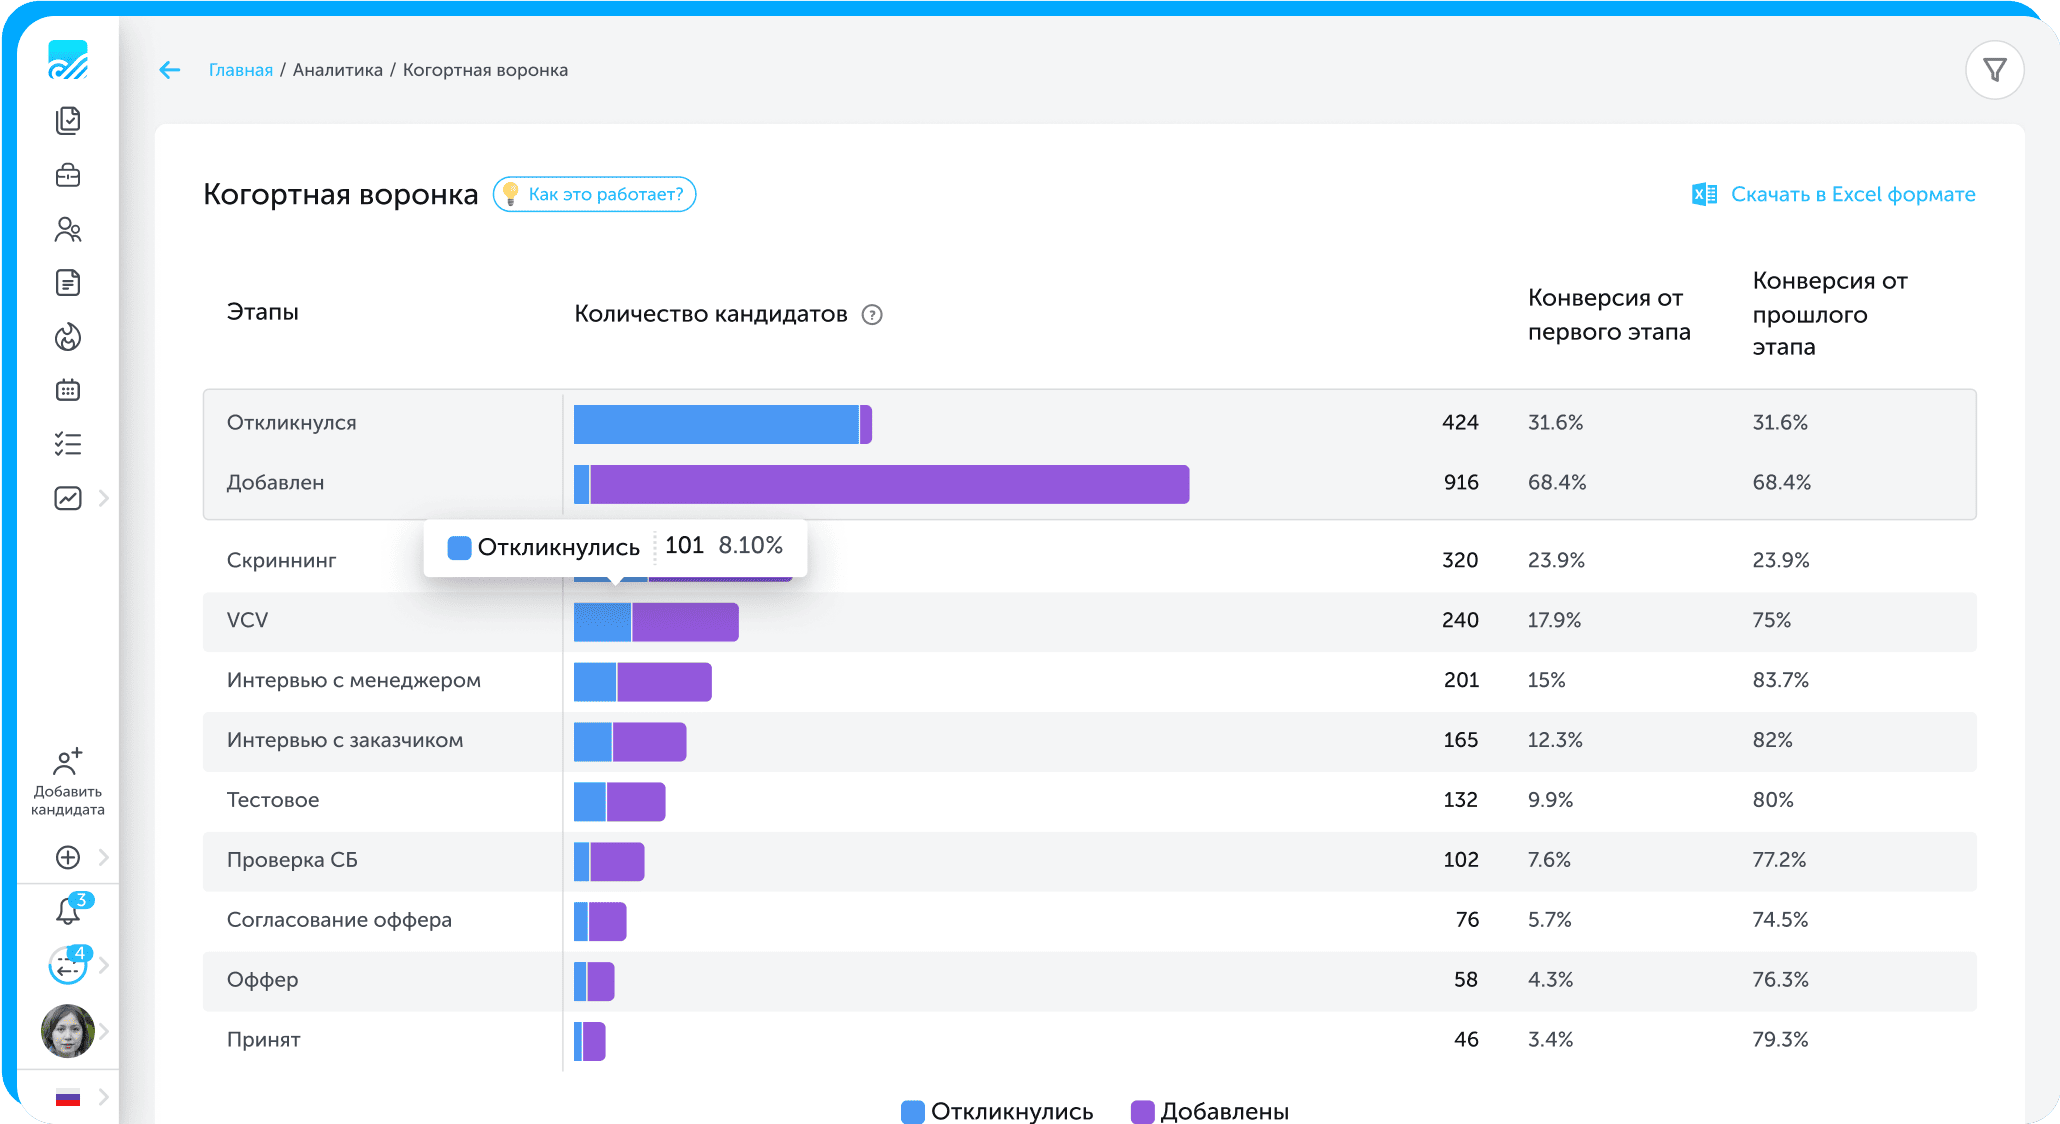 Главная / Аналитика / Когортная воронка
Когортная воронка
Как это работает?
Скачать в Excel формате
Этапы
Количество кандидатов ?
Конверсия от
первого этапа
Конверсия от
прошлого
этапа
Откликнулся 424 31.6% 31.6%
Добавлен 916 68.4% 68.4%
Откликнулись 101 8.10%
Скриннинг 320 23.9% 23.9%
VCV 240 17.9% 75%
Интервью с менеджером 201 15% 83.7%
Интервью с заказчиком 165 12.3% 82%
Тестовое 132 9.9% 80%
Проверка СБ 102 7.6% 77.2%
Согласование оффера 76 5.7% 74.5%
Оффер 58 4.3% 76.3%
Принят 46 3.4% 79.3%
Откликнулись Добавлены
Добавить
кандидата
3
4